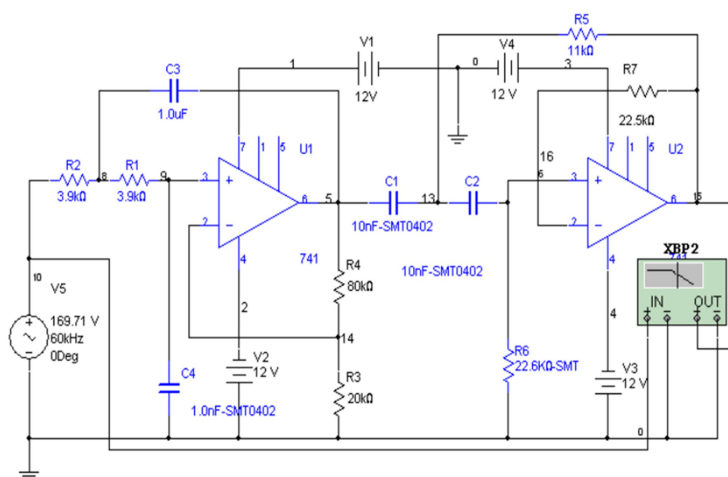 V1
V4
R5
11kΩ
1
0
3
12V
12 V
R7
22.5kΩ
C3
1.0uF
7
1
5
U1
7
1
5
U2
R2
8
R1
9
3
+
6
5
C1
13
C2
16
6
3
+
6
15
3.9kΩ
3.9kΩ
2
−
2
−
4
741
10nF-SMT0402
10nF-SMT0402
4
741
XBP2
IN
OUT
10
V5
169.71 V
60kHz
0Deg
R4
80kΩ
2
14
4
V2
12 V
R3
20kΩ
R6
22.6KΩ-SMT
V3
12 V
C4
1.0nF-SMT0402
0